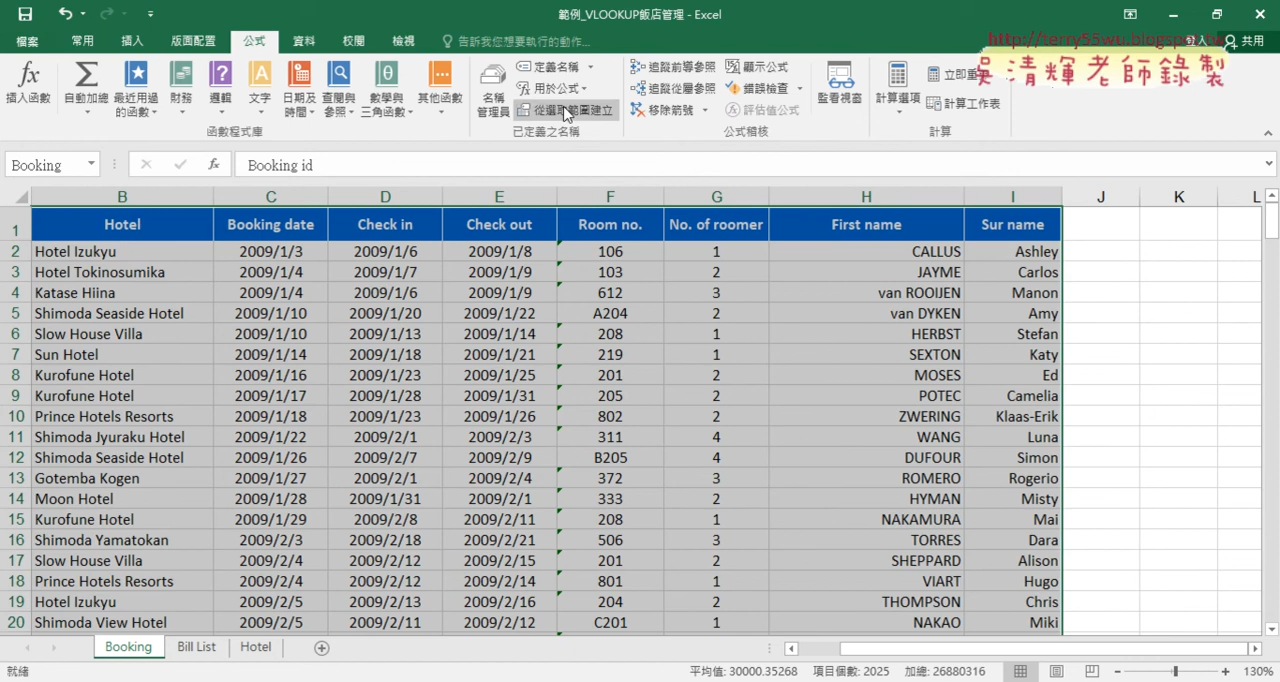 範例_VLOOKUP飯店管理 - Excel
檔案 常用 插入 版面配置 公式 資料 校閱 檢視 告訴我您想要執行的動作... 登入 共用
http://terry55wu.blogspot.tw
吳清輝老師錄製
插入函數 自動加總 最近用過的函數 財務 邏輯 文字 日期及時間 查閱與參照 數學與三角函數 其他函數
函數程式庫
名稱管理員 定義名稱 用於公式 從選取範圍建立
已定義之名稱
追蹤前導參照 追蹤從屬參照 移除箭號 顯示公式 錯誤檢查 評估值公式 監看視窗
公式稽核
計算選項 立即重 計算工作表
計算
Booking fx Booking id
B C D E F G H I J K L
1 Hotel Booking date Check in Check out Room no. No. of roomer First name Sur name
2 Hotel Izukyu 2009/1/3 2009/1/6 2009/1/8 106 1 CALLUS Ashley
3 Hotel Tokinosumika 2009/1/4 2009/1/7 2009/1/9 103 2 JAYME Carlos
4 Katase Hiina 2009/1/4 2009/1/6 2009/1/9 612 3 van ROOIJEN Manon
5 Shimoda Seaside Hotel 2009/1/10 2009/1/20 2009/1/22 A204 2 van DYKEN Amy
6 Slow House Villa 2009/1/10 2009/1/13 2009/1/14 208 1 HERBST Stefan
7 Sun Hotel 2009/1/14 2009/1/18 2009/1/21 219 1 SEXTON Katy
8 Kurofune Hotel 2009/1/16 2009/1/23 2009/1/25 201 2 MOSES Ed
9 Kurofune Hotel 2009/1/17 2009/1/28 2009/1/31 205 2 POTEC Camelia
10 Prince Hotels Resorts 2009/1/18 2009/1/23 2009/1/26 802 2 ZWERING Klaas-Erik
11 Shimoda Jyuraku Hotel 2009/1/22 2009/2/1 2009/2/3 311 4 WANG Luna
12 Shimoda Seaside Hotel 2009/1/26 2009/2/7 2009/2/9 B205 4 DUFOUR Simon
13 Gotemba Kogen 2009/1/27 2009/2/1 2009/2/4 372 3 ROMERO Rogerio
14 Moon Hotel 2009/1/28 2009/1/31 2009/2/1 333 2 HYMAN Misty
15 Kurofune Hotel 2009/1/29 2009/2/8 2009/2/11 208 1 NAKAMURA Mai
16 Shimoda Yamatokan 2009/2/3 2009/2/18 2009/2/21 506 3 TORRES Dara
17 Slow House Villa 2009/2/4 2009/2/12 2009/2/15 201 2 SHEPPARD Alison
18 Prince Hotels Resorts 2009/2/4 2009/2/12 2009/2/14 801 1 VIART Hugo
19 Hotel Izukyu 2009/2/5 2009/2/13 2009/2/16 204 2 THOMPSON Chris
20 Shimoda View Hotel 2009/2/5 2009/2/11 2009/2/12 C201 1 NAKAO Miki
Booking Bill List Hotel
就緒 平均值: 30000.35268 項目個數: 2025 加總: 26880316 130%